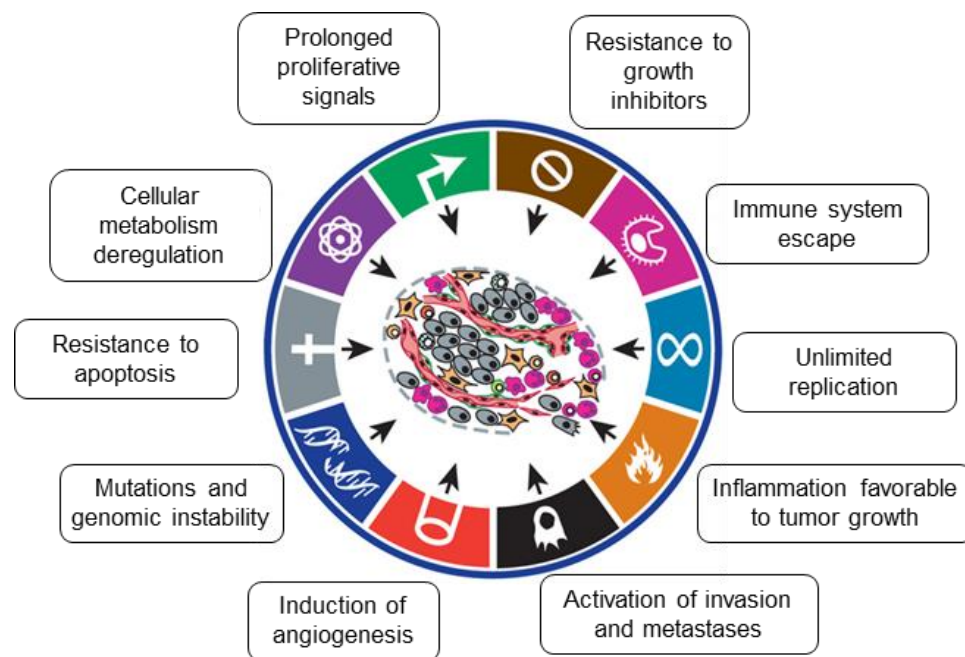 Prolonged
proliferative
signals
Resistance to
growth
inhibitors
Cellular
metabolism
deregulation
Immune system
escape
Resistance to
apoptosis
Unlimited
replication
Mutations and
genomic instability
Inflammation favorable
to tumor growth
Induction of
angiogenesis
Activation of invasion
and metastases